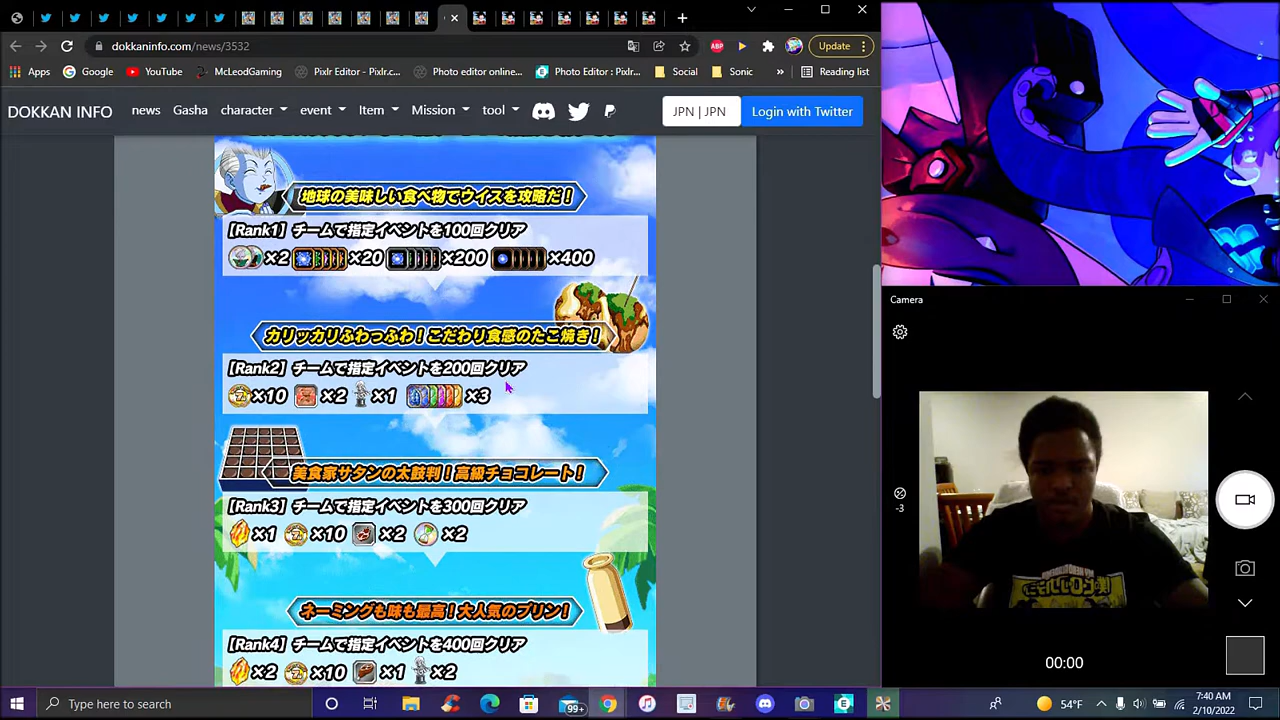 Update
dokkaninfo.com/news/3532
Apps
Google
YouTube
McLeodGaming
Pixlr Editor - Pixlr.c...
Photo editor online...
Photo Editor : Pixlr...
Social
Sonic
Reading list
DOKKAN INFO
news
Gasha
character
event
Item
Mission
tool
JPN | JPN
Login with Twitter
地球の美味しい食べ物でウイスを攻略だ！
【Rank1】チームで指定イベントを100回クリア
×2 ×20 ×200 ×400
カリッカリふわっふわ！こだわり食感のたこ焼き！
【Rank2】チームで指定イベントを200回クリア
×10 ×2 ×1 ×3
美食家サタンの太鼓判！高級チョコレート！
【Rank3】チームで指定イベントを300回クリア
×1 ×10 ×2 ×2
ネーミングも味も最高！大人気のプリン！
【Rank4】チームで指定イベントを400回クリア
×2 ×10 ×1 ×2
Camera
-3
00:00
Type here to search
99+
54°F
7:40 AM
2/10/2022